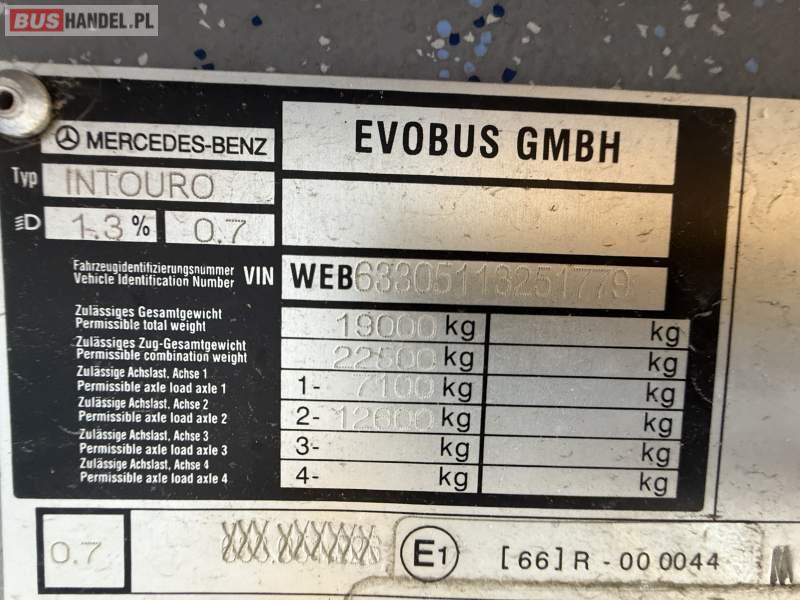 BUSHANDEL.PL
MERCEDES-BENZ
EVOBUS GMBH
Typ INTOURO
1.3% 0.7
Fahrzeugidentifizierungsnummer
Vehicle Identification Number VIN WEB63305113251779
Zulässiges Gesamtgewicht
Permissible total weight 19000 kg kg
Zulässiges Zug-Gesamtgewicht
Permissible combination weight 22500 kg kg
Zulässige Achslast, Achse 1
Permissible axle load axle 1 1- 7100 kg kg
Zulässige Achslast, Achse 2
Permissible axle load axle 2 2- 12600 kg kg
Zulässige Achslast, Achse 3
Permissible axle load axle 3 3- kg kg
Zulässige Achslast, Achse 4
Permissible axle load axle 4 4- kg kg
0.7 E1 [66]R - 00 0044 M